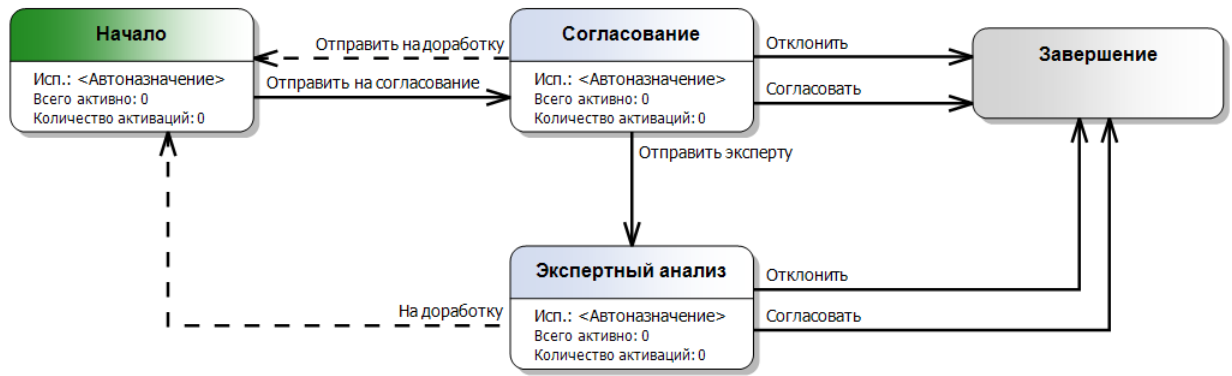 Начало
Исп.: <Автоназначение>
Всего активно: 0
Количество активаций: 0
Отправить на доработку
Отправить на согласование
Согласование
Исп.: <Автоназначение>
Всего активно: 0
Количество активаций: 0
Отклонить
Согласовать
Завершение
Отправить эксперту
Экспертный анализ
Исп.: <Автоназначение>
Всего активно: 0
Количество активаций: 0
На доработку
Отклонить
Согласовать